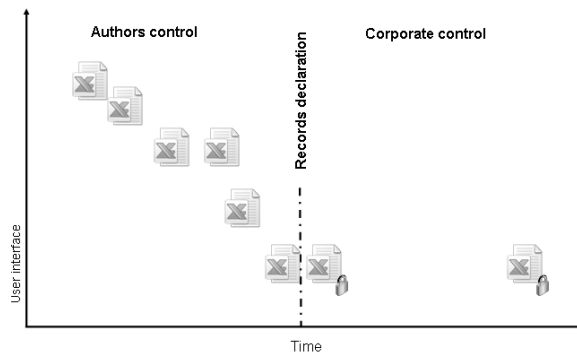 Authors control
Corporate control
Records declaration
User interface
Time